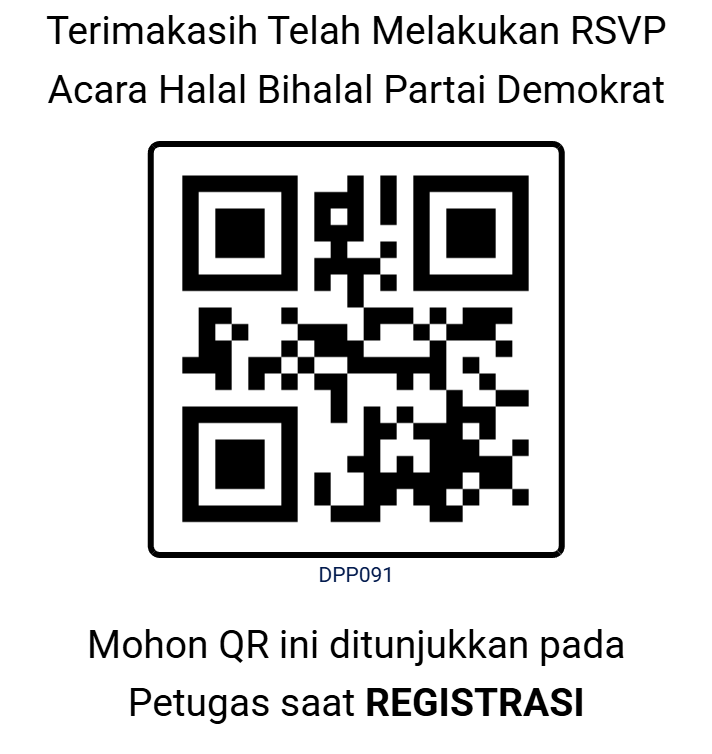 Terimakasih Telah Melakukan RSVP
Acara Halal Bihalal Partai Demokrat
DPP091
Mohon QR ini ditunjukkan pada
Petugas saat REGISTRASI